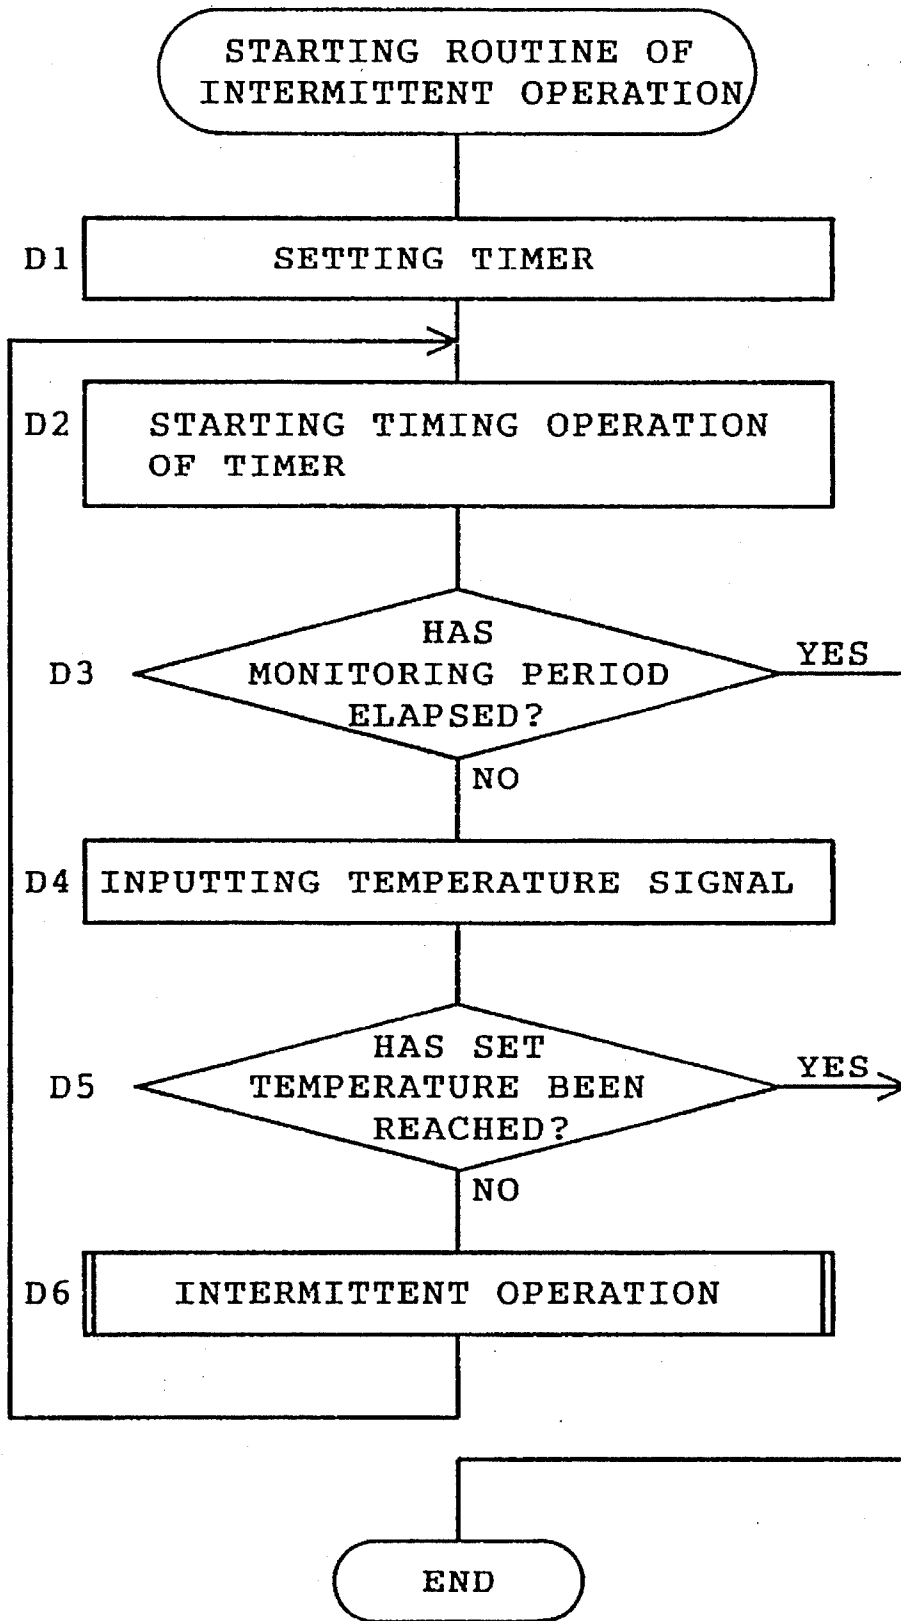 STARTING ROUTINE OF
INTERMITTENT OPERATION
D1
SETTING TIMER
D2
STARTING TIMING OPERATION
OF TIMER
D3
HAS
MONITORING PERIOD
ELAPSED?
YES
NO
D4
INPUTTING TEMPERATURE SIGNAL
D5
HAS SET
TEMPERATURE BEEN
REACHED?
YES
NO
D6
INTERMITTENT OPERATION
END